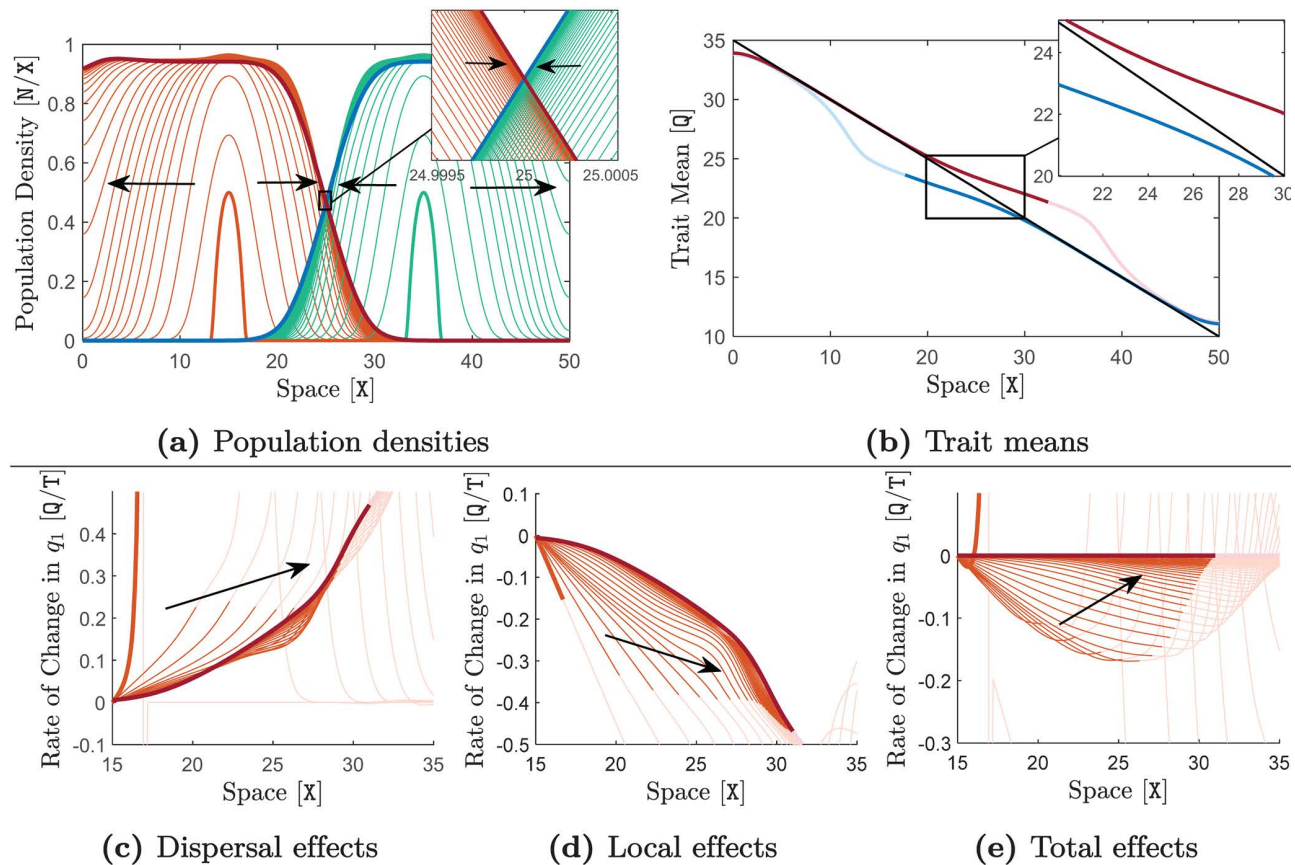 Population Density [N/X]
1
0.8
0.6
0.4
0.2
0
0 10 20 30 40 50
Space [X]
24.9995 25 25.0005
(a) Population densities
Trait Mean [Q]
35
30
25
20
15
10
0 10 20 30 40 50
Space [X]
24
22
20
22 24 26 28 30
(b) Trait means
Rate of Change in q1 [Q/T]
0.4
0.3
0.2
0.1
0
-0.1
15 20 25 30 35
Space [X]
(c) Dispersal effects
Rate of Change in q1 [Q/T]
0.1
0
-0.1
-0.2
-0.3
-0.4
-0.5
15 20 25 30 35
Space [X]
(d) Local effects
Rate of Change in q1 [Q/T]
0
-0.1
-0.2
-0.3
15 20 25 30 35
Space [X]
(e) Total effects